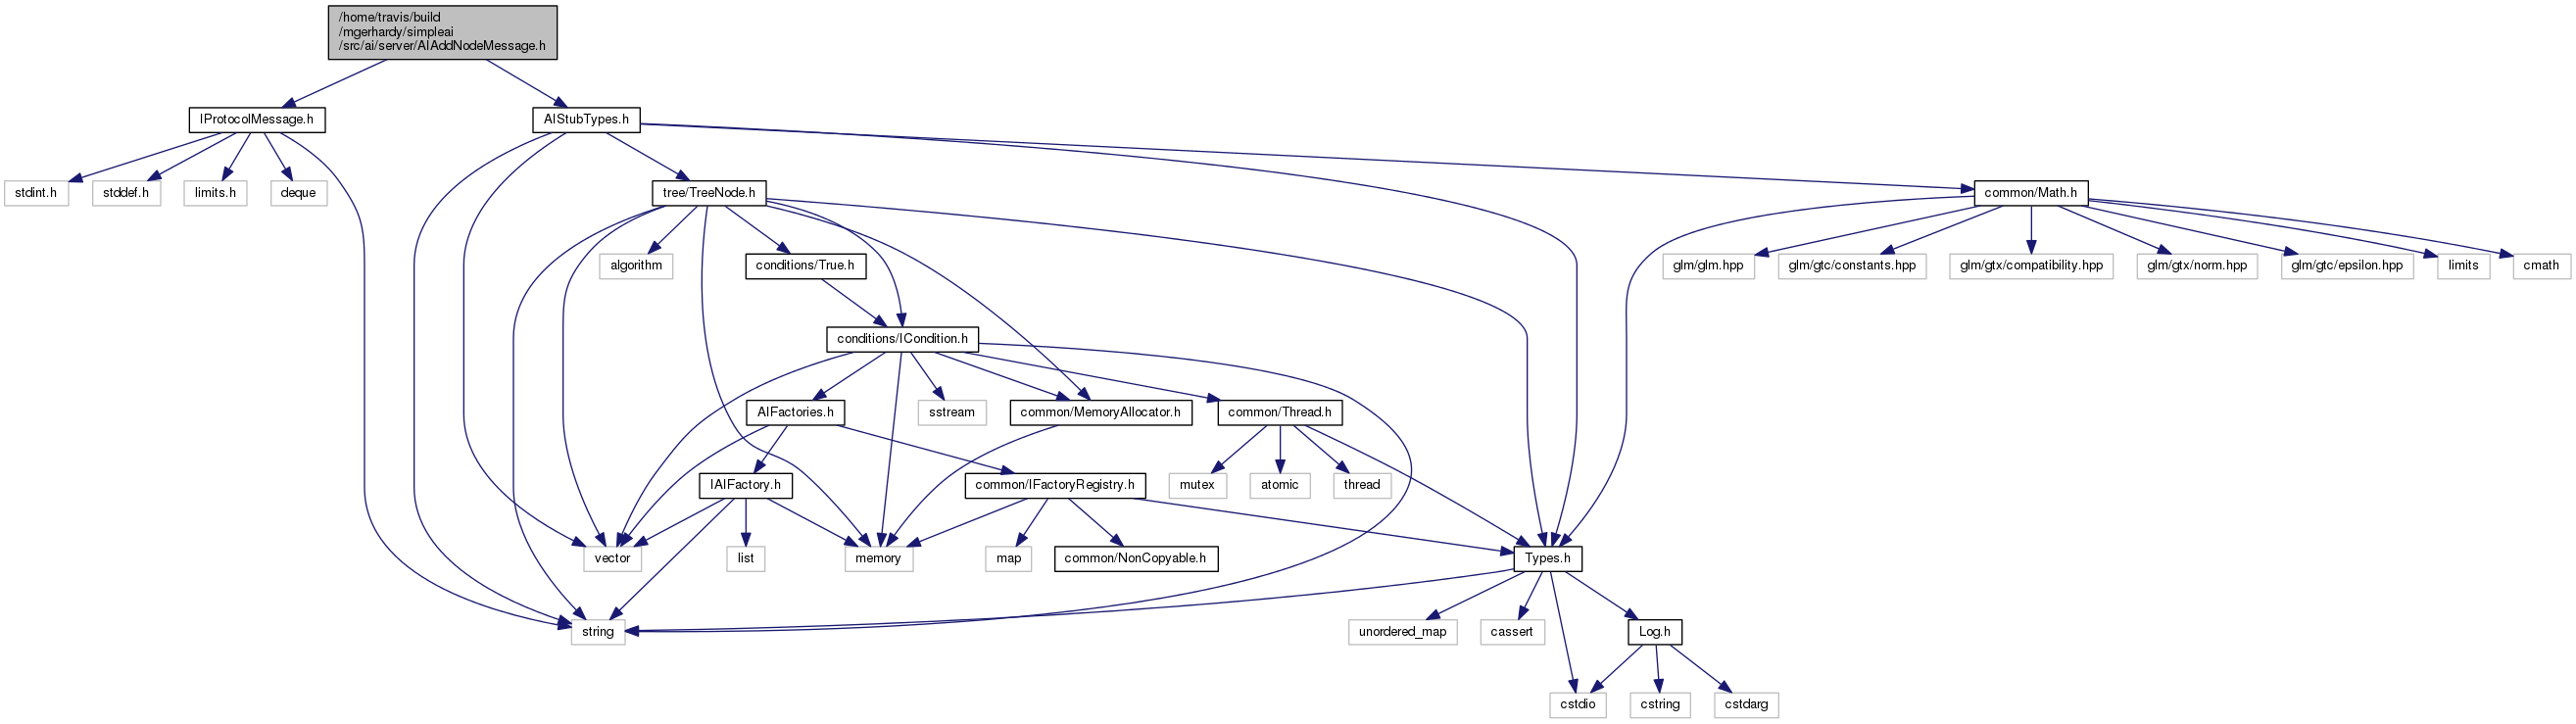 /home/travis/build
/mgerhardy/simpleai
/src/ai/server/AIAddNodeMessage.h
IProtocolMessage.h
AIStubTypes.h
stdint.h
stddef.h
limits.h
deque
tree/TreeNode.h
common/Math.h
algorithm
conditions/True.h
glm/glm.hpp
glm/gtc/constants.hpp
glm/gtx/compatibility.hpp
glm/gtx/norm.hpp
glm/gtc/epsilon.hpp
limits
cmath
conditions/ICondition.h
AIFactories.h
sstream
common/MemoryAllocator.h
common/Thread.h
IAIFactory.h
common/IFactoryRegistry.h
mutex
atomic
thread
vector
list
memory
map
common/NonCopyable.h
Types.h
string
unordered_map
cassert
Log.h
cstdio
cstring
cstdarg